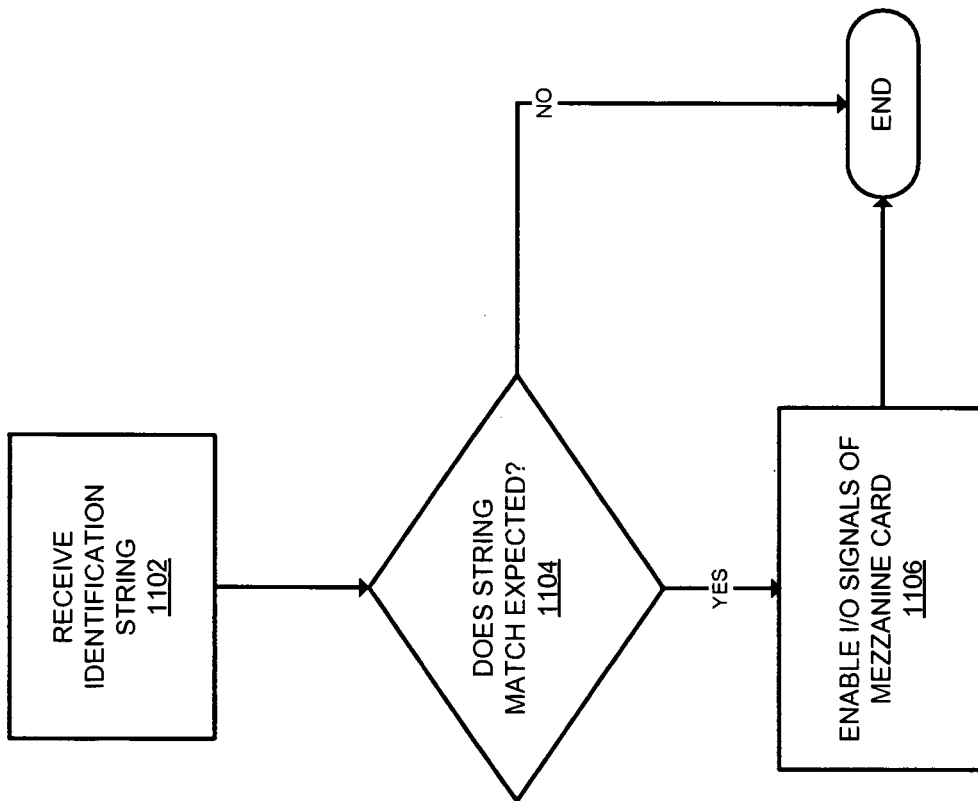 RECEIVE
IDENTIFICATION
STRING
1102
DOES STRING
MATCH EXPECTED?
1104
NO
YES
ENABLE I/O SIGNALS OF
MEZZANINE CARD
1106
END